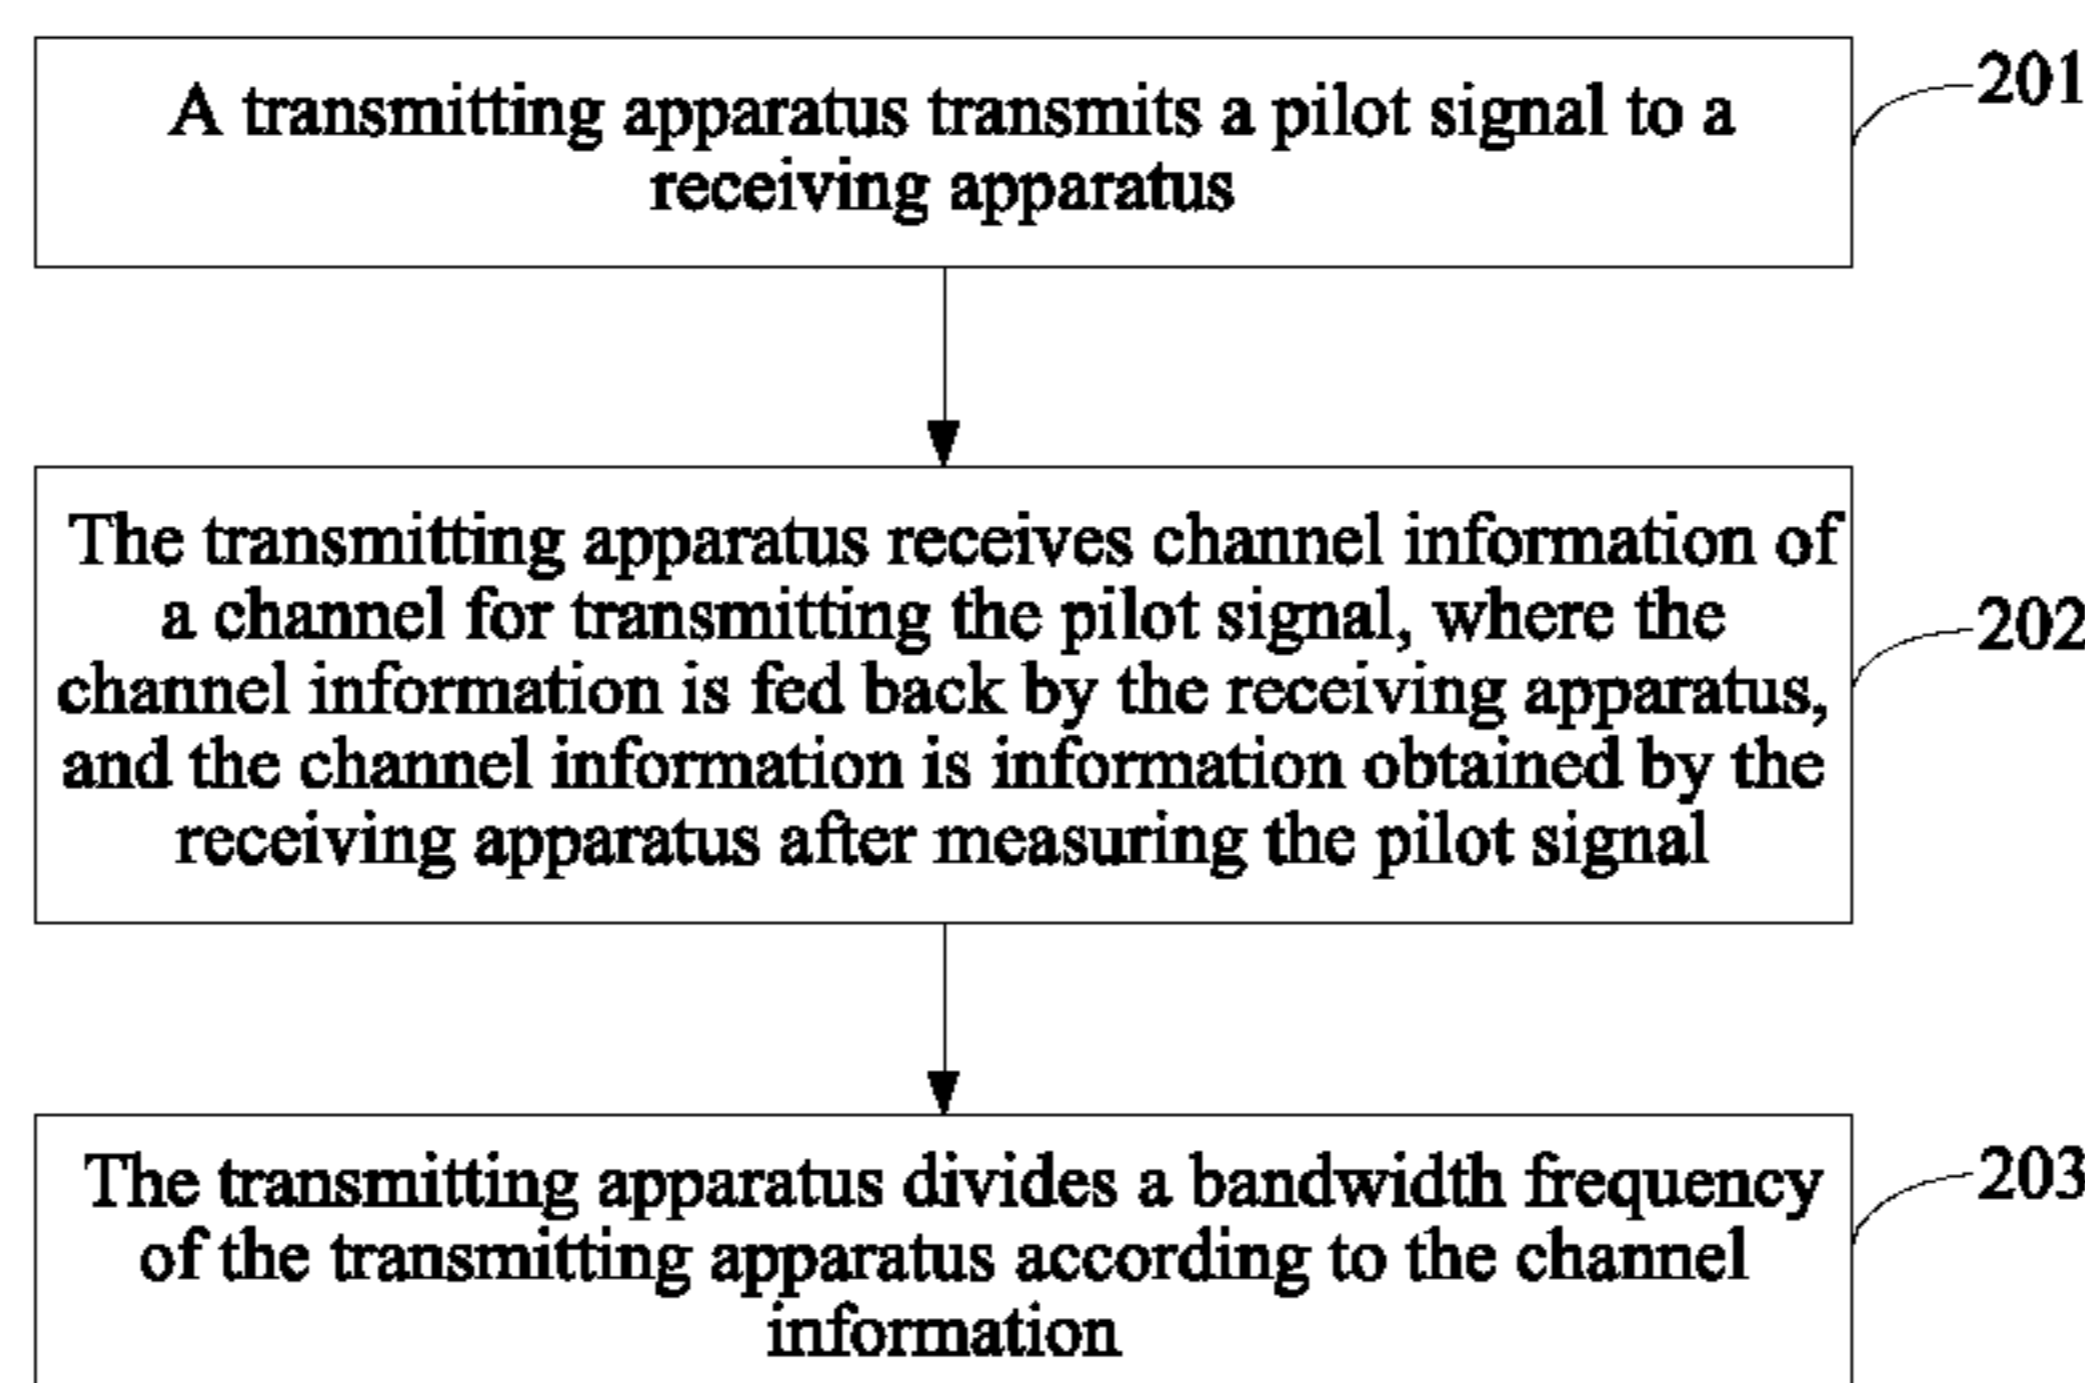 A transmitting apparatus transmits a pilot signal to a
receiving apparatus
201
The transmitting apparatus receives channel information of
a channel for transmitting the pilot signal, where the
channel information is fed back by the receiving apparatus,
and the channel information is information obtained by the
receiving apparatus after measuring the pilot signal
202
The transmitting apparatus divides a bandwidth frequency
of the transmitting apparatus according to the channel
information
203